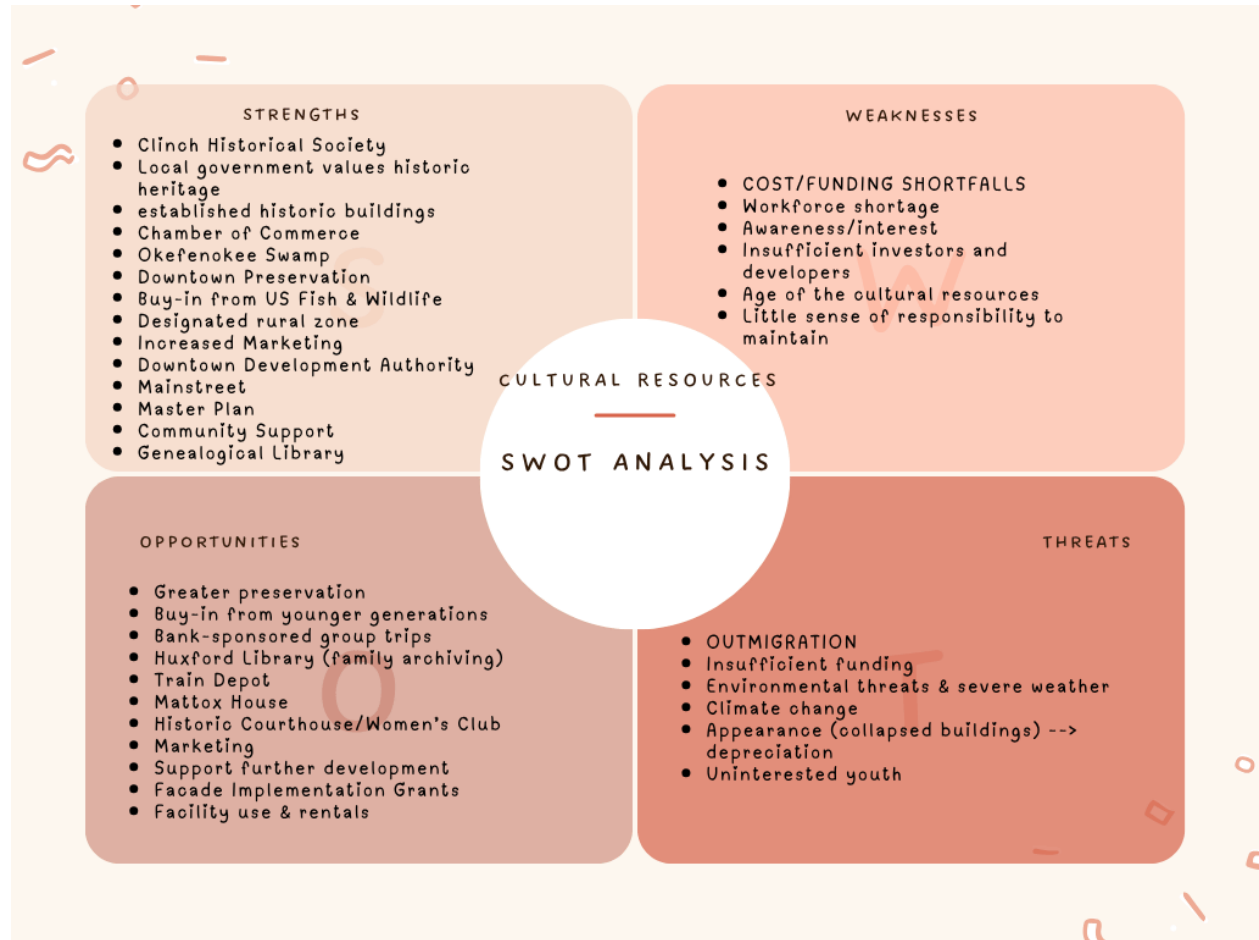 STRENGTHS
• Clinch Historical Society
• Local government values historic
heritage
• established historic buildings
• Chamber of Commerce
• Okefenokee Swamp
• Downtown Preservation
• Buy-in from US Fish & Wildlife
• Designated rural zone
• Increased Marketing
• Downtown Development Authority
• Mainstreet
• Master Plan
• Community Support
• Genealogical Library
S
WEAKNESSES
• COST/FUNDING SHORTFALLS
• Workforce shortage
• Awareness/interest
• Insufficient investors and
developers
• Age of the cultural resources
• Little sense of responsibility to
maintain
W
CULTURAL RESOURCES
SWOT ANALYSIS
OPPORTUNITIES
• Greater preservation
• Buy-in from younger generations
• Bank-sponsored group trips
• Huxford Library (family archiving)
• Train Depot
• Mattox House
• Historic Courthouse/Women's Club
• Marketing
• Support further development
• Facade Implementation Grants
• Facility use & rentals
O
THREATS
• OUTMIGRATION
• Insufficient funding
• Environmental threats & severe weather
• Climate change
• Appearance (collapsed buildings) -->
depreciation
• Uninterested youth
T